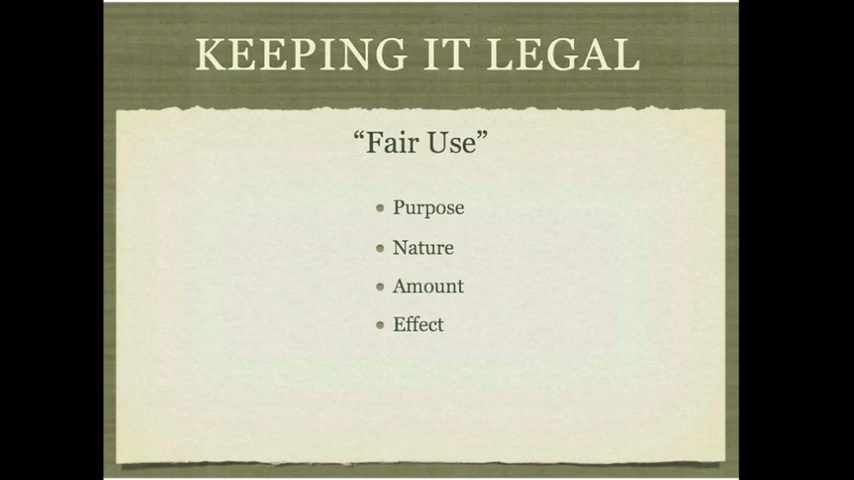 KEEPING IT LEGAL
“Fair Use”
• Purpose
• Nature
• Amount
• Effect